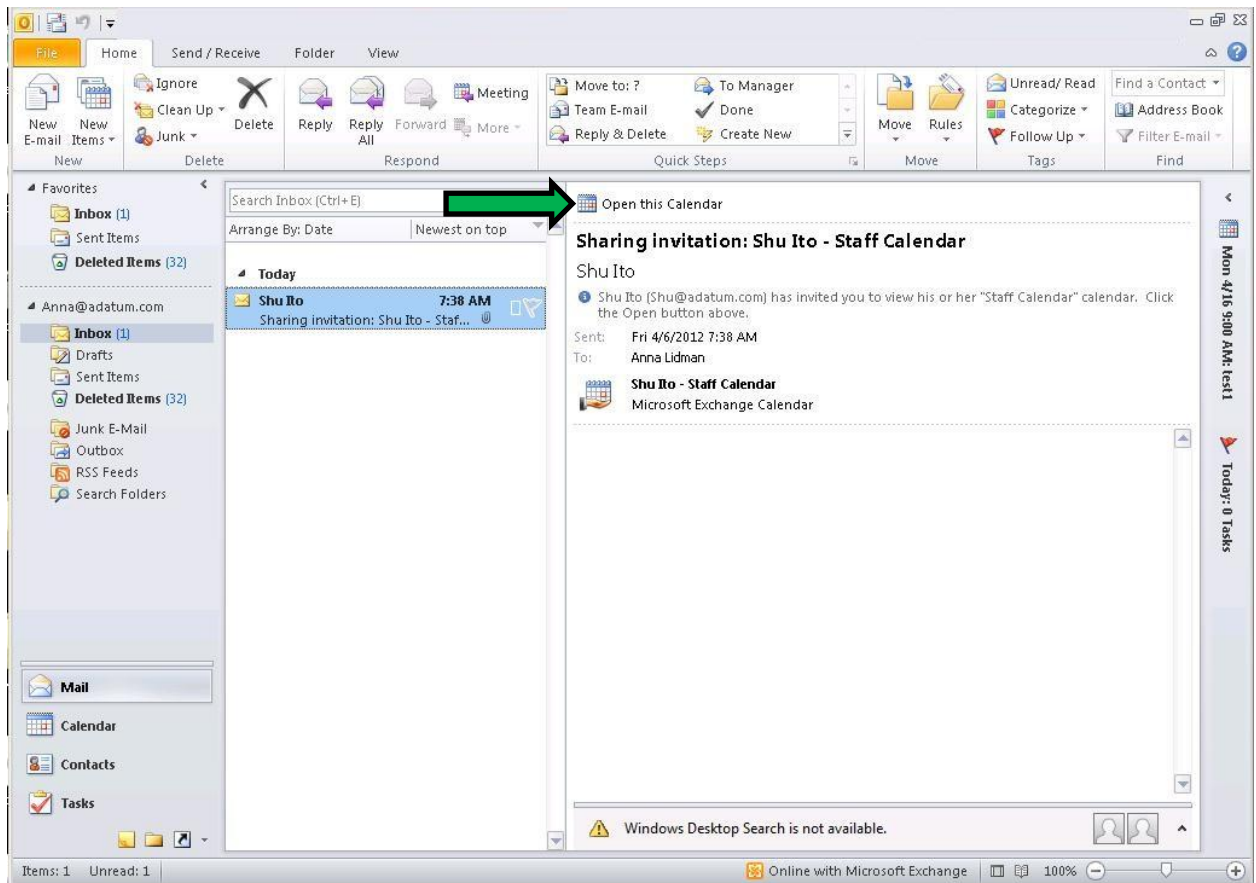 File Home Send / Receive Folder View
New E-mail
New Items
Ignore
Clean Up
Junk
Delete
Reply
Reply All
Forward
Meeting
More
Move to: ?
Team E-mail
Reply & Delete
To Manager
Done
Create New
Move
Rules
Unread/ Read
Categorize
Follow Up
Find a Contact
Address Book
Filter E-mail
New Delete Respond Quick Steps Move Tags Find
Favorites
Inbox (1)
Sent Items
Deleted Items (32)
Anna@adatum.com
Inbox (1)
Drafts
Sent Items
Deleted Items (32)
Junk E-Mail
Outbox
RSS Feeds
Search Folders
Mail
Calendar
Contacts
Tasks
Search Inbox (Ctrl+E)
Arrange By: Date Newest on top
Today
Shu Ito 7:38 AM
Sharing invitation: Shu Ito - Staf...
Open this Calendar
Sharing invitation: Shu Ito - Staff Calendar
Shu Ito
Shu Ito (Shu@adatum.com) has invited you to view his or her "Staff Calendar" calendar. Click
the Open button above.
Sent: Fri 4/6/2012 7:38 AM
To: Anna Lidman
Shu Ito - Staff Calendar
Microsoft Exchange Calendar
Windows Desktop Search is not available.
Mon 4/16 9:00 AM: test1
Today: 0 Tasks
Items: 1 Unread: 1 Online with Microsoft Exchange 100%